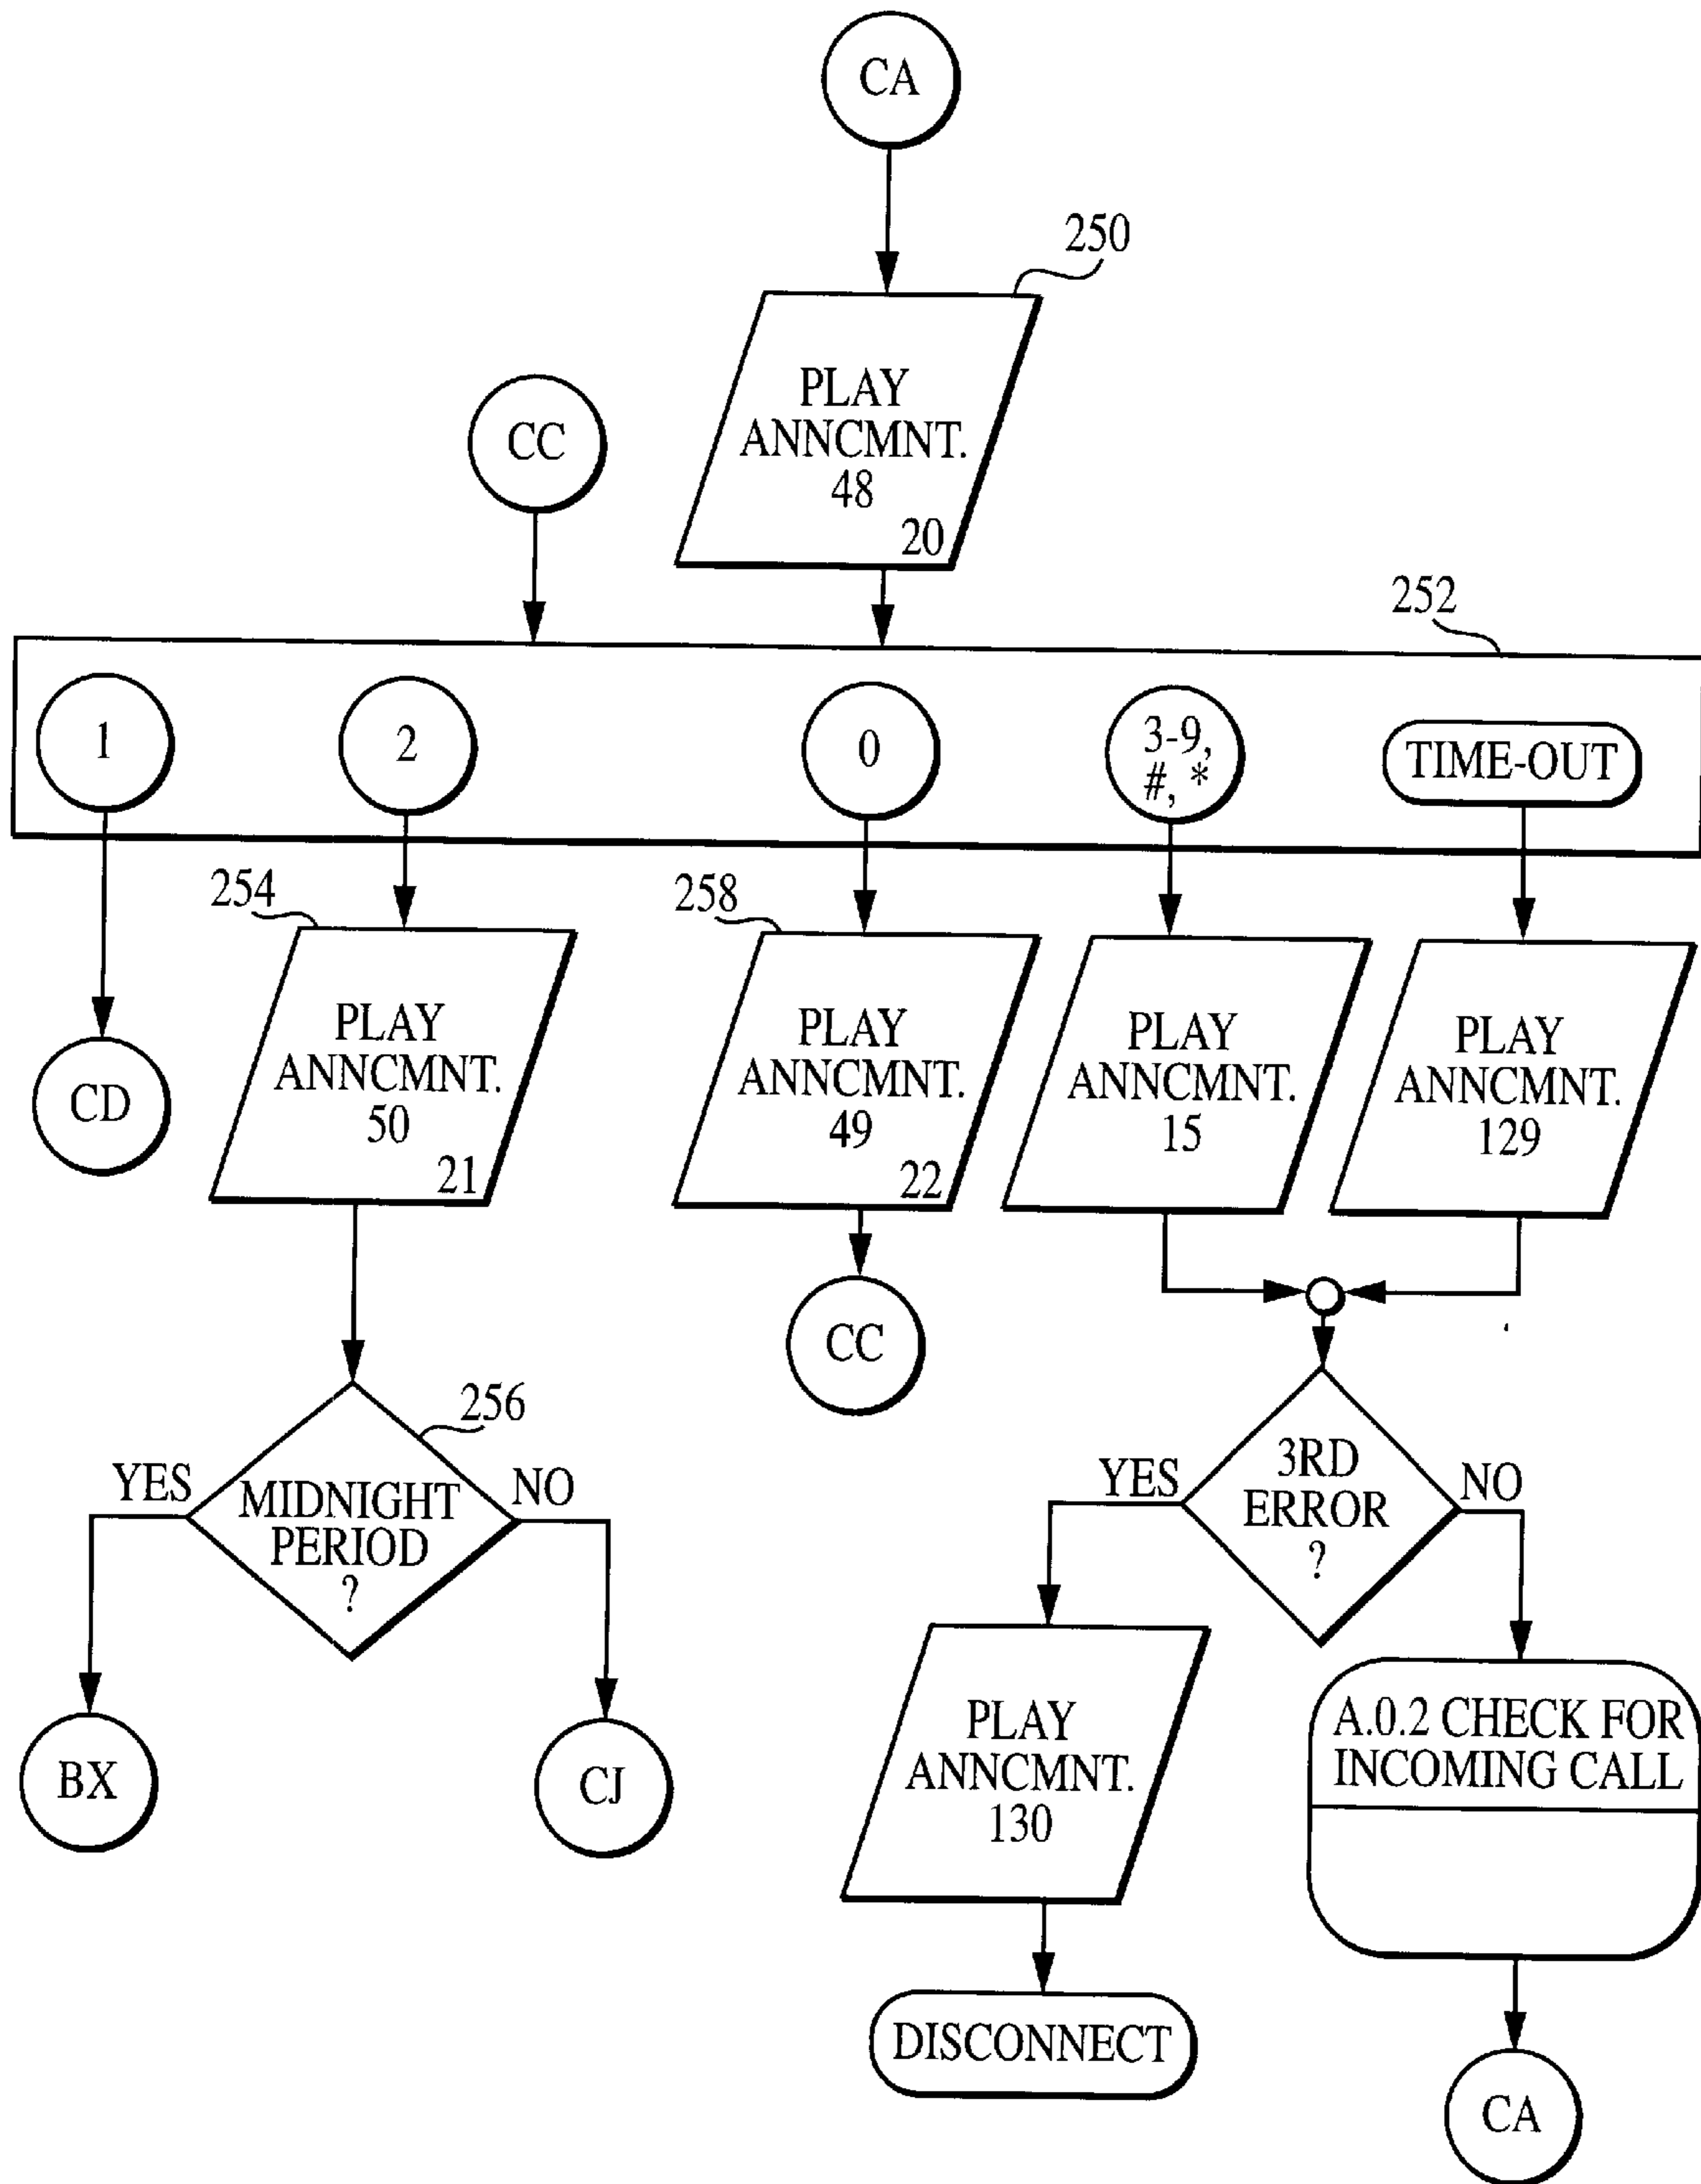 CA
250
PLAY
ANNCMNT.
48
20
CC
252
1
2
0
3-9,
#, *
TIME-OUT
254
258
PLAY
ANNCMNT.
50
21
PLAY
ANNCMNT.
49
22
PLAY
ANNCMNT.
15
PLAY
ANNCMNT.
129
CD
CC
256
YES
MIDNIGHT
PERIOD
?
NO
YES
3RD
ERROR
?
NO
BX
CJ
PLAY
ANNCMNT.
130
A.0.2 CHECK FOR
INCOMING CALL
DISCONNECT
CA